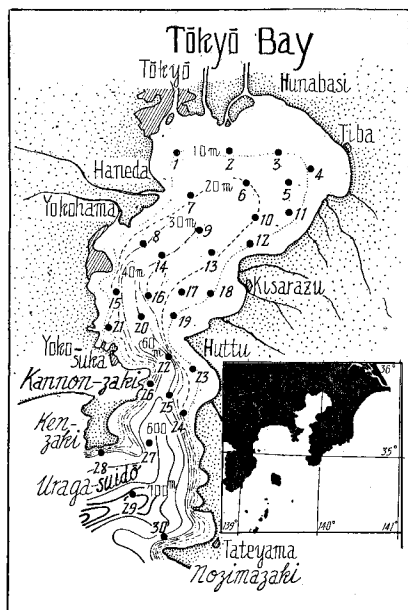 Tōkyō Bay
Tōkyō
Hunabasi
Tiba
Haneda
Yokohama
10m
1
2
3
4
20m
5
6
7
30m
8
9
10
11
12
13
14
40m
15
16
17
18
Kisarazu
19
20
21
Yoko-
suka
60
m
22
Huttu
Kannon-zaki
23
26
25
24
Ken-
zaki
600
27
28
Uraga-suidō
100m
29
30
Tateyama
Nozimazaki
36°
35°
139°
140°
141°